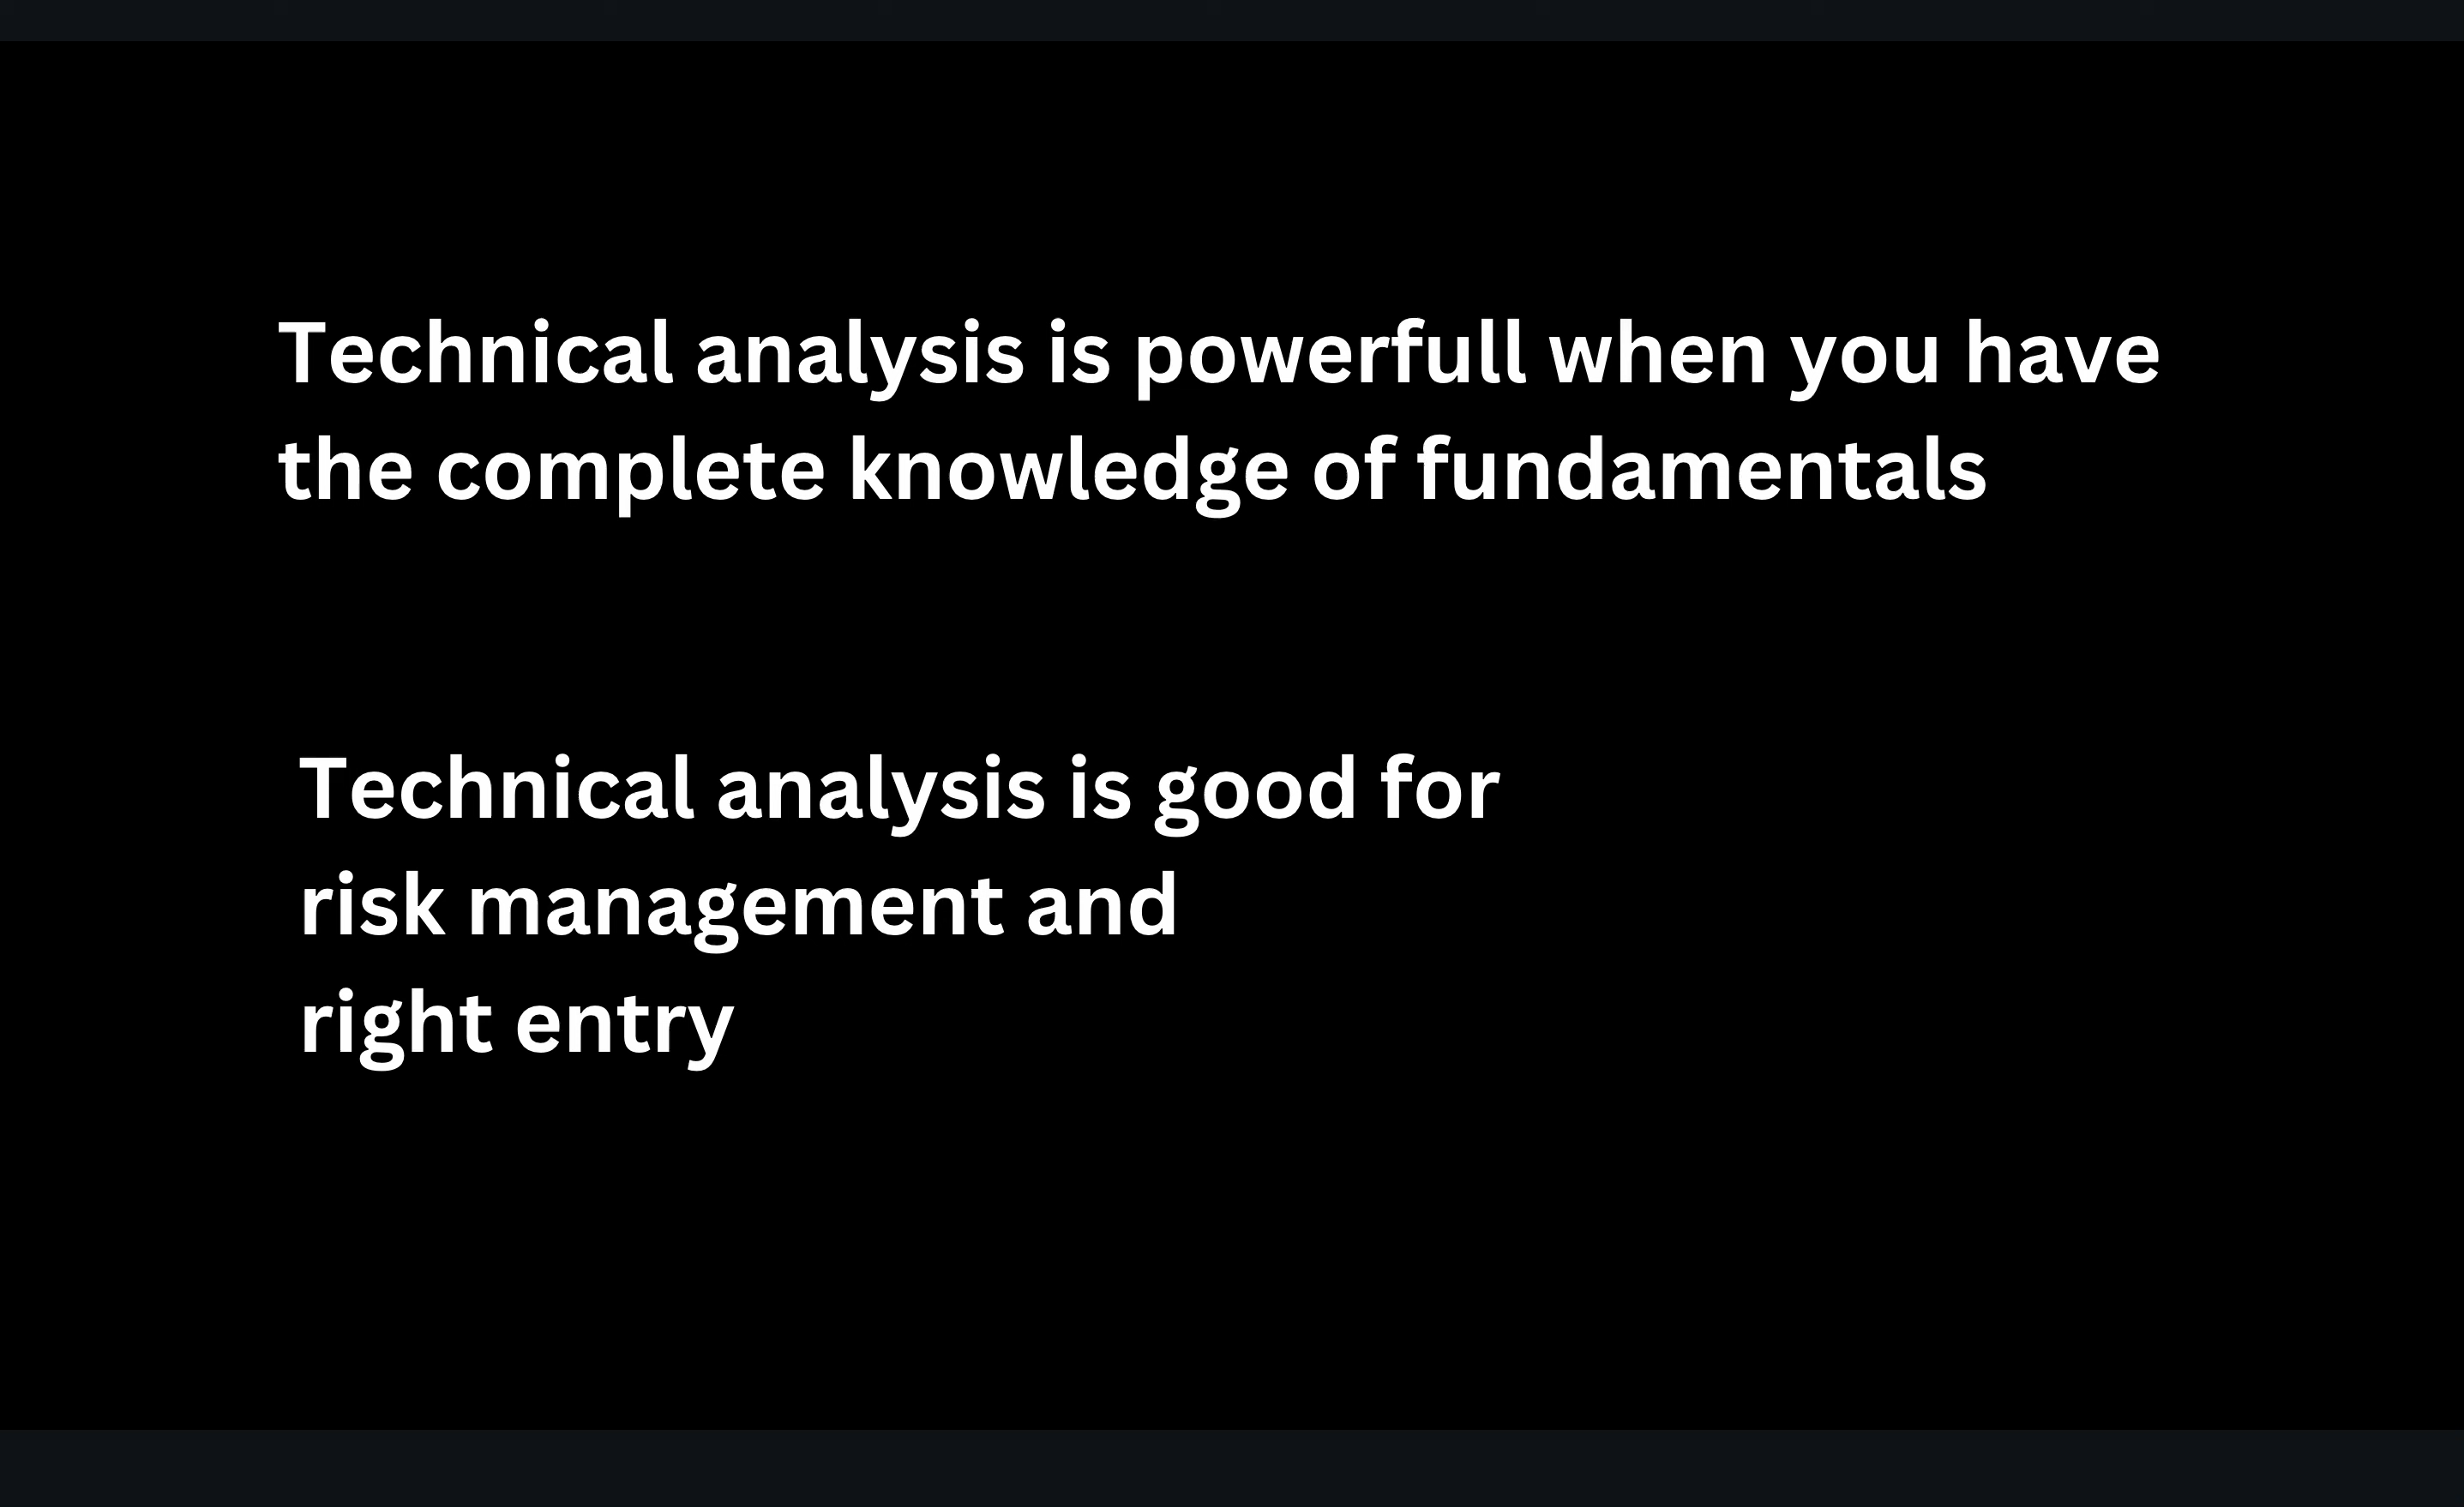 Technical analysis is powerfull when you have
the complete knowledge of fundamentals
Technical analysis is good for
risk management and
right entry